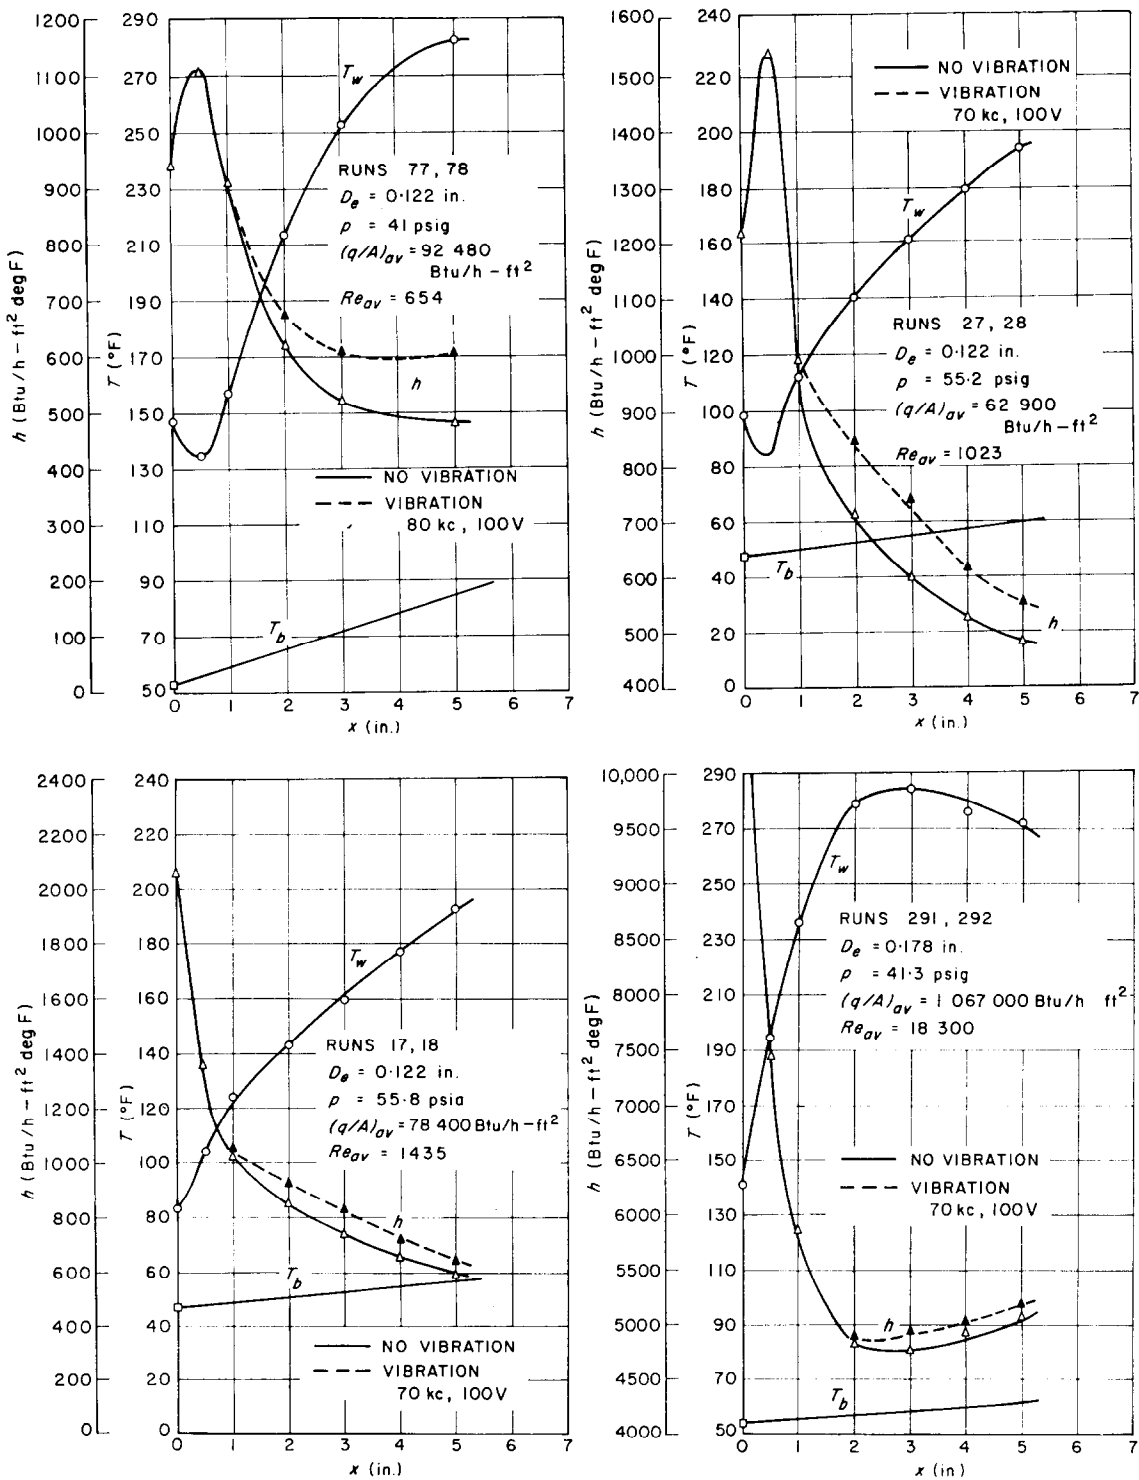 1200
1100
1000
900
800
700
600
500
400
300
200
100
0
h (Btu/h-ft² degF)
290
270
250
230
210
190
170
150
130
110
90
70
50
T (°F)
Tw
RUNS 77, 78
De = 0·122 in.
p = 41 psig
(q/A)av = 92 480
Btu/h-ft²
Reav = 654
h
NO VIBRATION
VIBRATION
80 kc, 100V
Tb
0 1 2 3 4 5 6 7
x (in.)
1600
1500
1400
1300
1200
1100
1000
900
800
700
600
500
400
h (Btu/h-ft² degF)
240
220
200
180
160
140
120
100
80
60
40
20
0
T (°F)
NO VIBRATION
VIBRATION
70 kc, 100V
Tw
RUNS 27, 28
De = 0·122 in.
p = 55·2 psig
(q/A)av = 62 900
Btu/h-ft²
Reav = 1023
Tb
h
0 1 2 3 4 5 6 7
x (in.)
2400
2200
2000
1800
1600
1400
1200
1000
800
600
400
200
0
h (Btu/h-ft² degF)
240
220
200
180
160
140
120
100
80
60
40
20
0
T (°F)
Tw
RUNS 17, 18
De = 0·122 in.
p = 55·8 psia
(q/A)av = 78 400 Btu/h-ft²
Reav = 1435
h
Tb
NO VIBRATION
VIBRATION
70 kc, 100V
0 1 2 3 4 5 6 7
x (in.)
10,000
9500
9000
8500
8000
7500
7000
6500
6000
5500
5000
4500
4000
h (Btu/h-ft² degF)
290
270
250
230
210
190
170
150
130
110
90
70
50
T (°F)
Tw
RUNS 291, 292
De = 0·178 in.
p = 41·3 psig
(q/A)av = 1 067 000 Btu/h ft²
Reav = 18 300
NO VIBRATION
VIBRATION
70 kc, 100V
h
Tb
0 1 2 3 4 5 6 7
x (in)